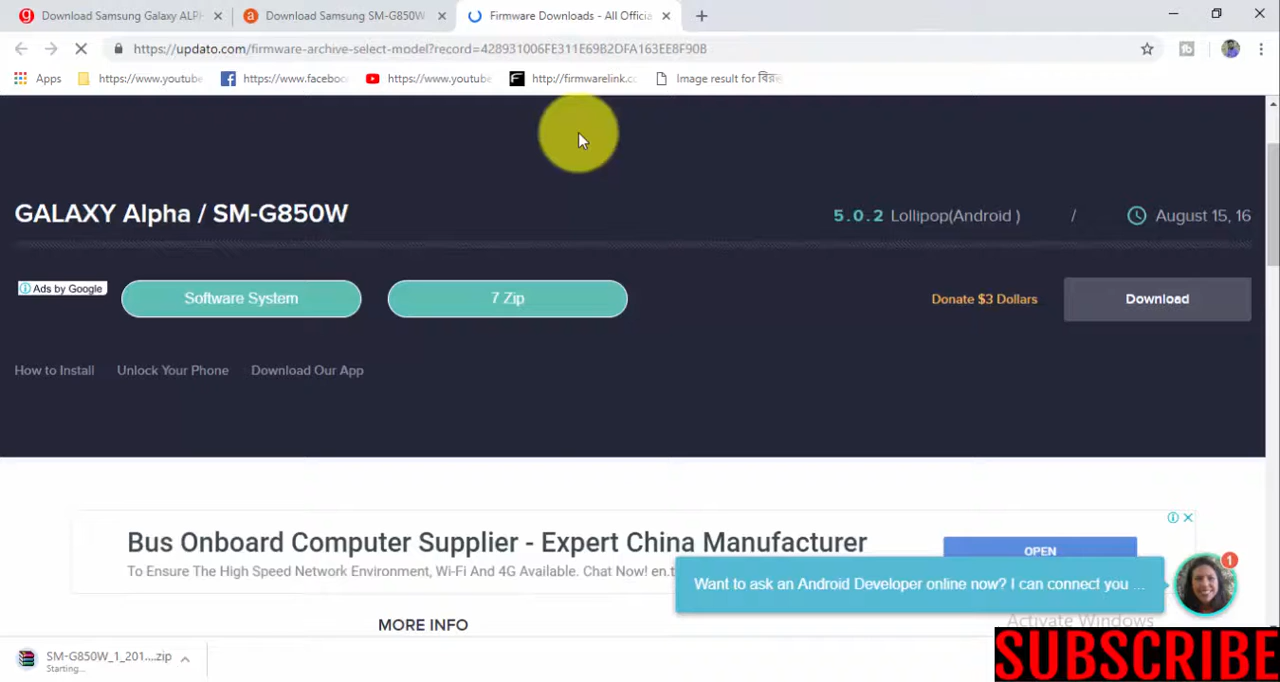 Download Samsung Galaxy ALPH
Download Samsung SM-G850W
Firmware Downloads - All Officia
https://updato.com/firmware-archive-select-model?record=428931006FE311E69B2DFA163EE8F90B
Apps
https://www.youtube
https://www.faceboo
https://www.youtube
http://firmwarelink.co
Image result for বির
GALAXY Alpha / SM-G850W
5.0.2 Lollipop(Android ) / August 15, 16
Ads by Google
Software System
7 Zip
Donate $3 Dollars
Download
How to Install
Unlock Your Phone
Download Our App
Bus Onboard Computer Supplier - Expert China Manufacturer
To Ensure The High Speed Network Environment, Wi-Fi And 4G Available. Chat Now! en.t
OPEN
Want to ask an Android Developer online now? I can connect you ...
1
MORE INFO
Activate Windows
SM-G850W_1_201....zip
Starting...
SUBSCRIBE